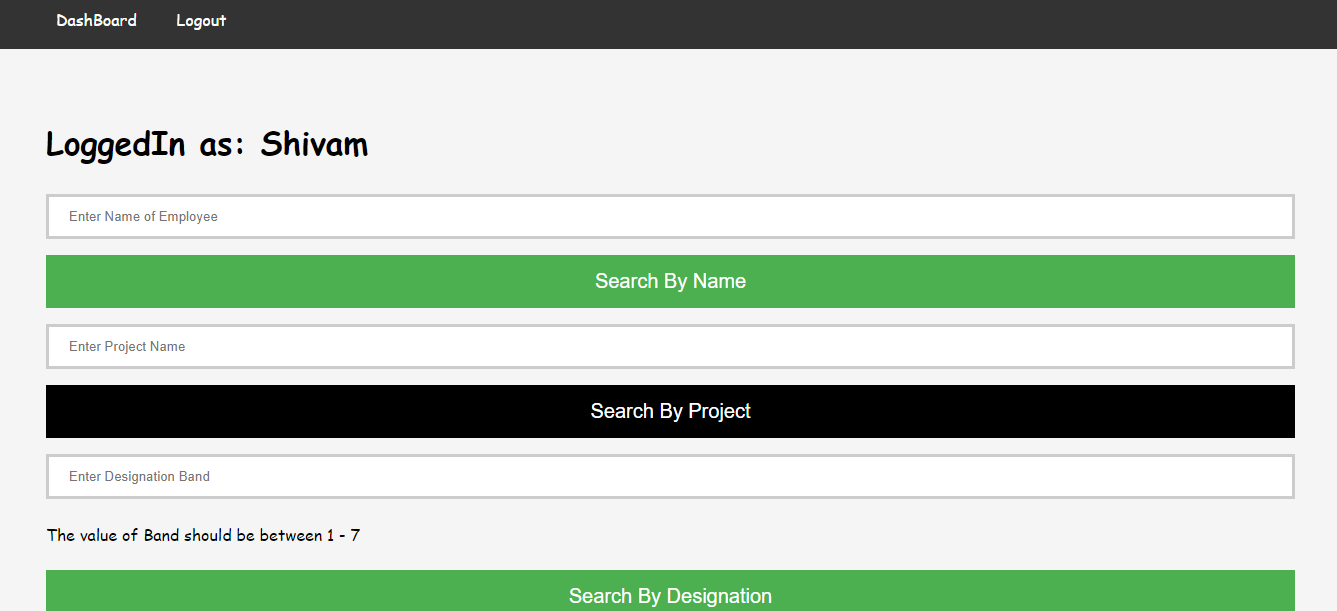 DashBoard Logout
LoggedIn as: Shivam
Enter Name of Employee
Search By Name
Enter Project Name
Search By Project
Enter Designation Band
The value of Band should be between 1 - 7
Search By Designation